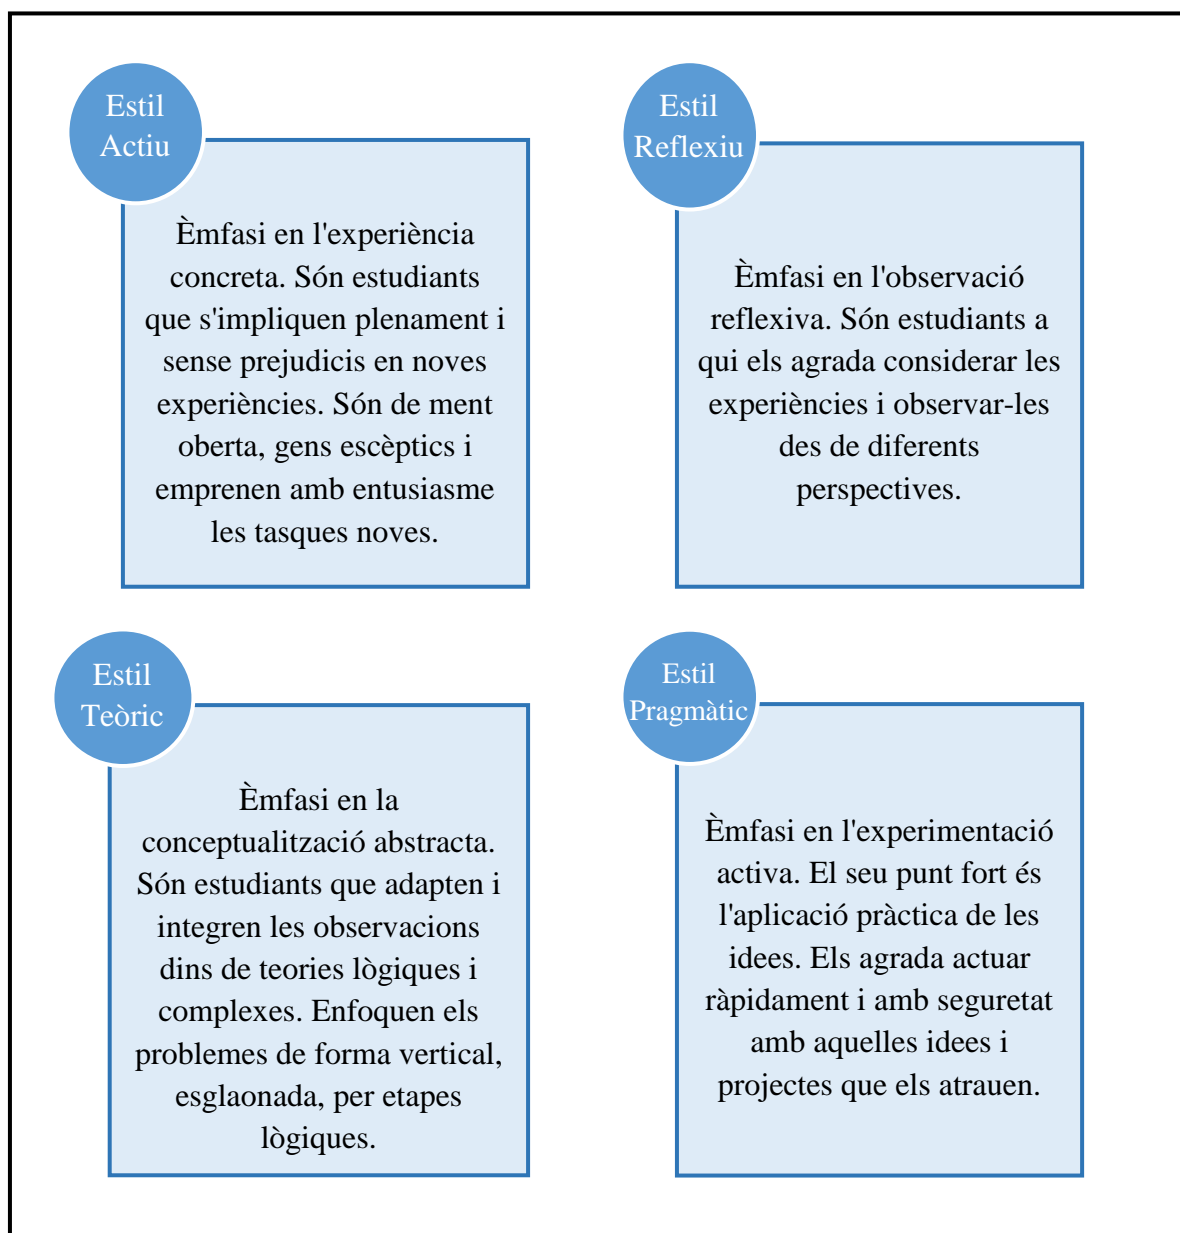 Estil
Actiu
Èmfasi en l'experiència
concreta. Són estudiants
que s'impliquen plenament i
sense prejudicis en noves
experiències. Són de ment
oberta, gens escèptics i
emprenen amb entusiasme
les tasques noves.
Estil
Reflexiu
Èmfasi en l'observació
reflexiva. Són estudiants a
qui els agrada considerar les
experiències i observar-les
des de diferents
perspectives.
Estil
Teòric
Èmfasi en la
conceptualització abstracta.
Són estudiants que adapten i
integren les observacions
dins de teories lògiques i
complexes. Enfoquen els
problemes de forma vertical,
esglaonada, per etapes
lògiques.
Estil
Pragmàtic
Èmfasi en l'experimentació
activa. El seu punt fort és
l'aplicació pràctica de les
idees. Els agrada actuar
ràpidament i amb seguretat
amb aquelles idees i
projectes que els atrauen.